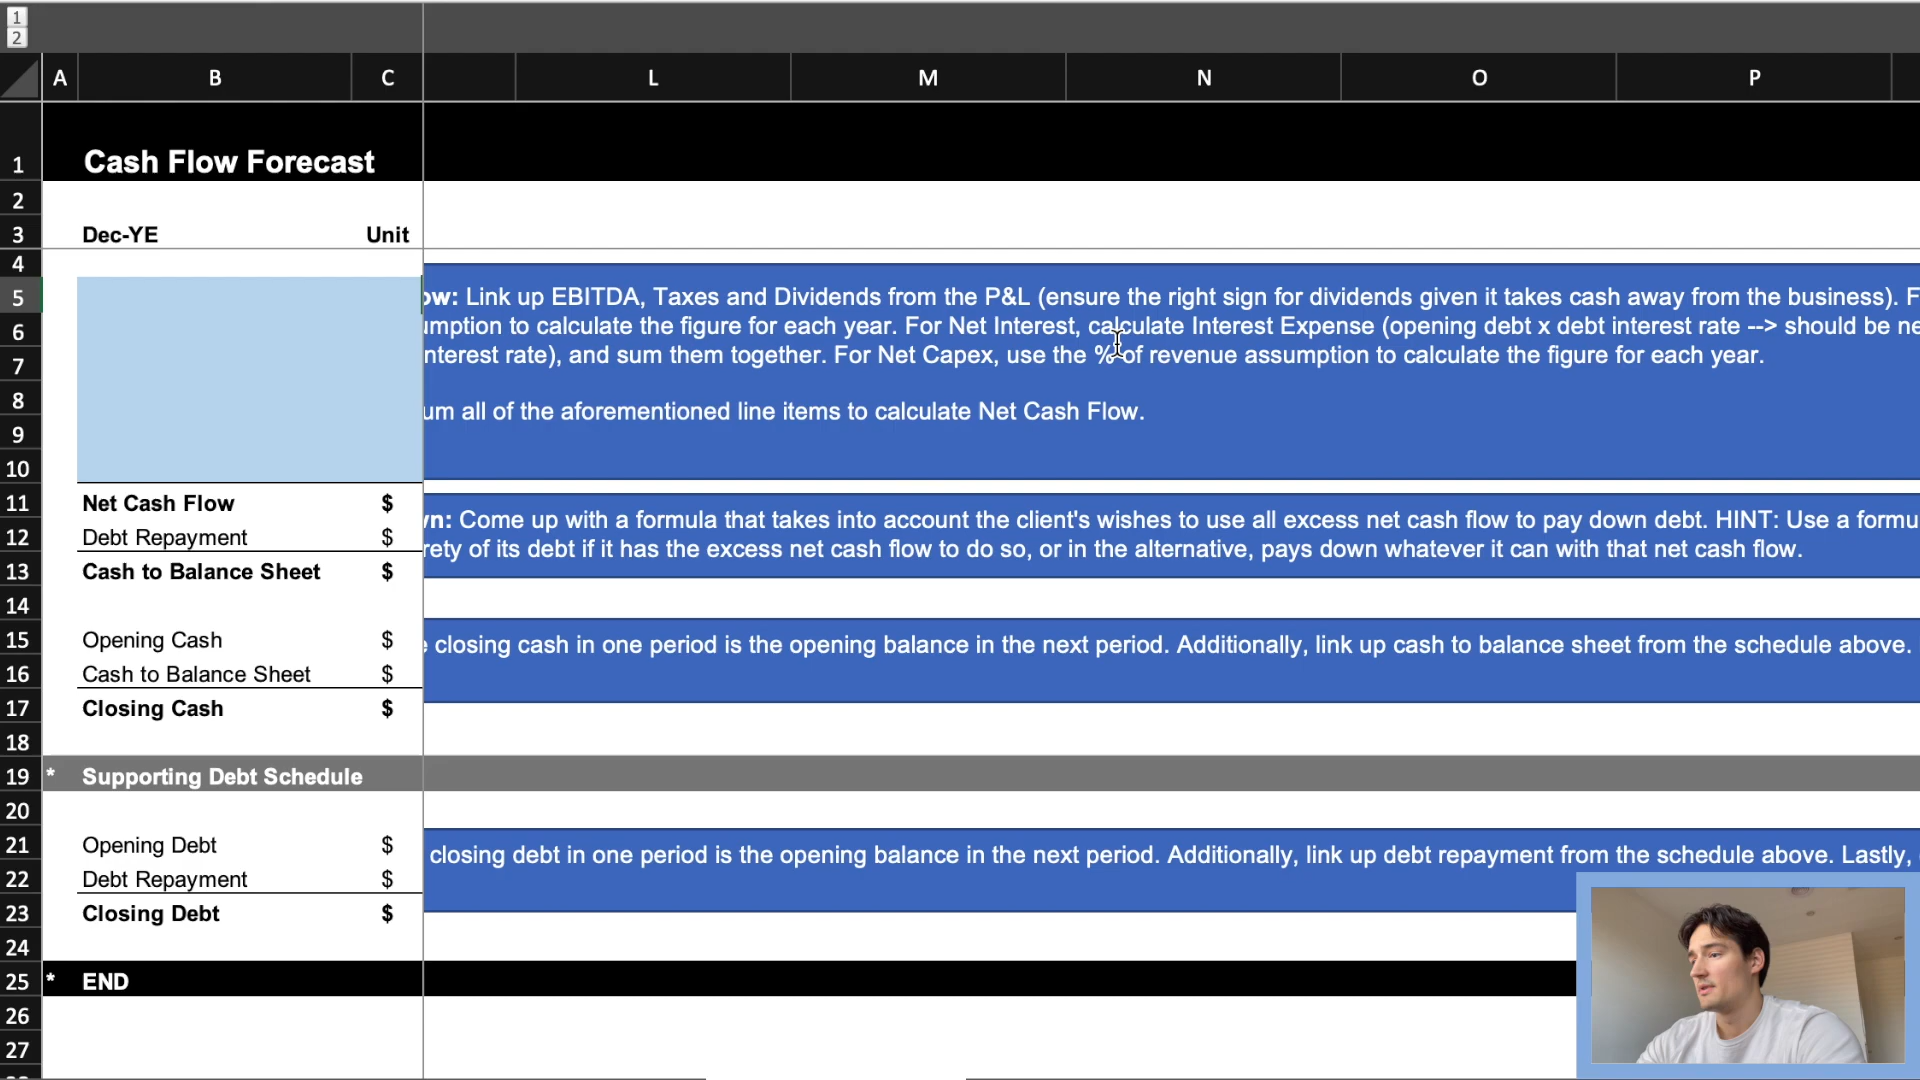 1
2
A B C L M N O P
1 Cash Flow Forecast
2
3 Dec-YE Unit
4
5 ow: Link up EBITDA, Taxes and Dividends from the P&L (ensure the right sign for dividends given it takes cash away from the business). F
6 umption to calculate the figure for each year. For Net Interest, calculate Interest Expense (opening debt x debt interest rate --> should be ne
7 nterest rate), and sum them together. For Net Capex, use the % of revenue assumption to calculate the figure for each year.
8 um all of the aforementioned line items to calculate Net Cash Flow.
9
10
11 Net Cash Flow $ vn: Come up with a formula that takes into account the client's wishes to use all excess net cash flow to pay down debt. HINT: Use a formu
12 Debt Repayment $ rety of its debt if it has the excess net cash flow to do so, or in the alternative, pays down whatever it can with that net cash flow.
13 Cash to Balance Sheet $
14
15 Opening Cash $ closing cash in one period is the opening balance in the next period. Additionally, link up cash to balance sheet from the schedule above.
16 Cash to Balance Sheet $
17 Closing Cash $
18
19 * Supporting Debt Schedule
20
21 Opening Debt $ closing debt in one period is the opening balance in the next period. Additionally, link up debt repayment from the schedule above. Lastly,
22 Debt Repayment $
23 Closing Debt $
24
25 * END
26
27